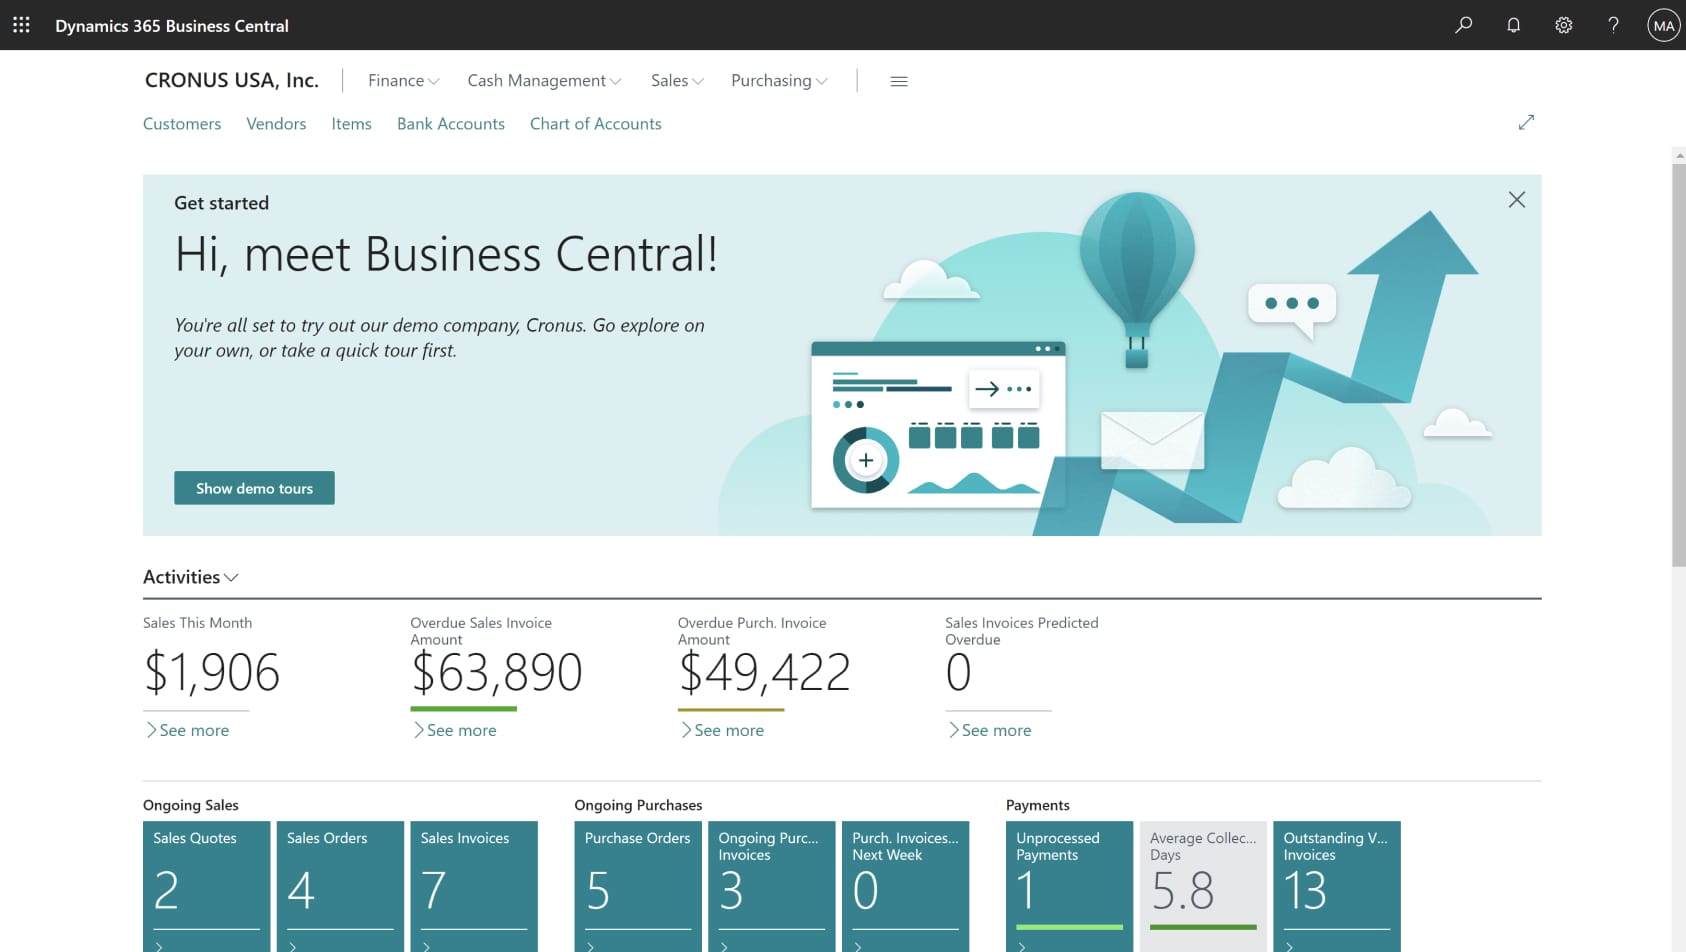 Dynamics 365 Business Central
MA
CRONUS USA, Inc.
Finance
Cash Management
Sales
Purchasing
Customers
Vendors
Items
Bank Accounts
Chart of Accounts
Get started
Hi, meet Business Central!
You're all set to try out our demo company, Cronus. Go explore on
your own, or take a quick tour first.
Show demo tours
Activities
Sales This Month
$1,906
See more
Overdue Sales Invoice
Amount
$63,890
See more
Overdue Purch. Invoice
Amount
$49,422
See more
Sales Invoices Predicted
Overdue
0
See more
Ongoing Sales
Sales Quotes
2
Sales Orders
4
Sales Invoices
7
Ongoing Purchases
Purchase Orders
5
Ongoing Purc...
Invoices
3
Purch. Invoices...
Next Week
0
Payments
Unprocessed
Payments
1
Average Collec...
Days
5.8
Outstanding V...
Invoices
13